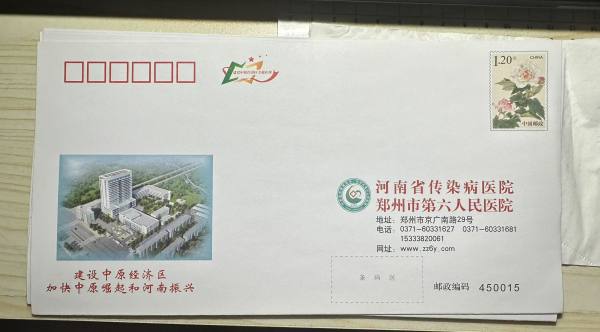 1.20元
CHINA
中国邮政
河南省传染病医院
郑州市第六人民医院
地址：郑州市京广南路29号
电话：0371-60331627 0371-60331681
15333820061
网址：www.zz6y.com
建设中原经济区
加快中原崛起和河南振兴
条码区
邮政编码 450015